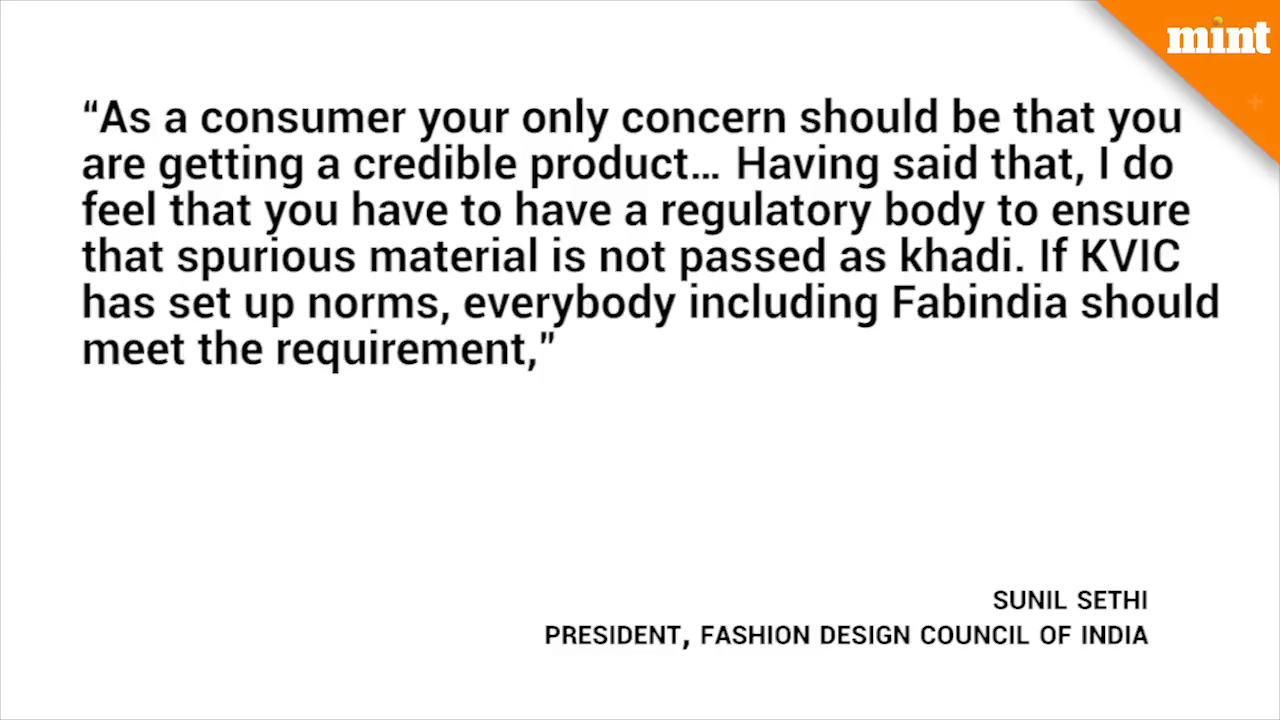 mint
“As a consumer your only concern should be that you
are getting a credible product... Having said that, I do
feel that you have to have a regulatory body to ensure
that spurious material is not passed as khadi. If KVIC
has set up norms, everybody including Fabindia should
meet the requirement,”
SUNIL SETHI
PRESIDENT, FASHION DESIGN COUNCIL OF INDIA